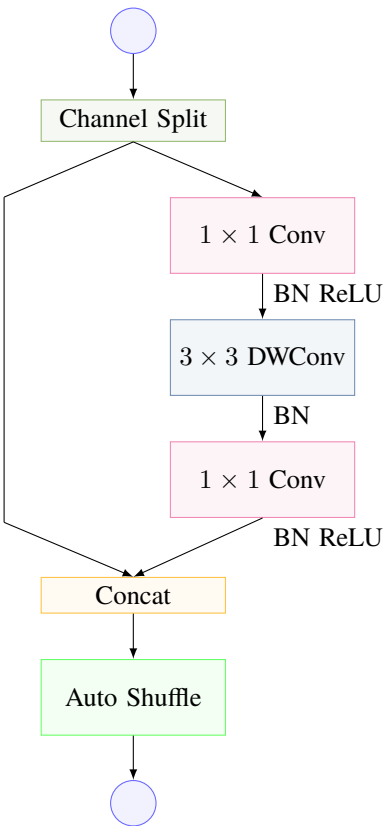 Channel Split
1 × 1 Conv
BN ReLU
3 × 3 DWConv
BN
1 × 1 Conv
BN ReLU
Concat
Auto Shuffle